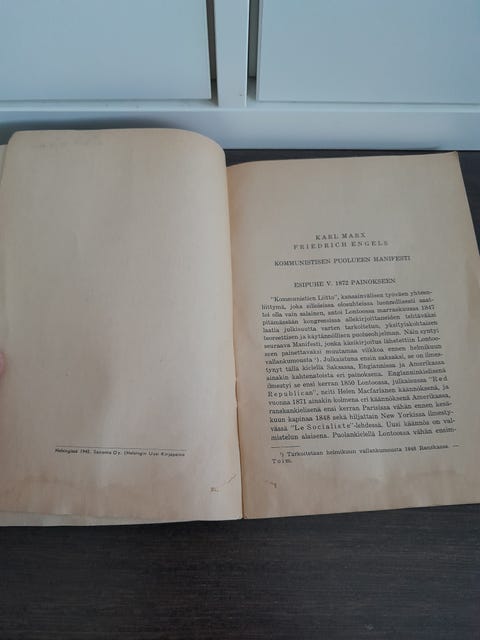 Helsingissä 1945. Sanoma Oy. (Helsingin Uusi Kirjapaino
KARL MARX
FRIEDRICH ENGELS
KOMMUNISTISEN PUOLUEEN MANIFESTI
ESIPUHE V. 1872 PAINOKSEEN
"Kommunistien Liitto", kansainvälisen työväen yhteen-
liittymä, joka silloisissa olosuhteissa luonnollisesti saat-
toi olla vain salainen, antoi Lontoossa marraskuussa 1847
pitämässään kongressissa allekirjoittaneiden tehtäväksi
laatia julkisuutta varten tarkoitetun, yksityiskohtaisen
teoreettisen ja käytännöllisen puolueohjelman. Näin syntyi
seuraava Manifesti, jonka käsikirjoitus lähetettiin Lontoo-
seen painettavaksi muutamaa viikkoa ennen helmikuun
vallankumousta ¹). Julkaistuna ensin saksaksi, se on ilmes-
tynyt tällä kielellä Saksassa, Englannissa ja Amerikassa
ainakin kahtenatoista eri painoksena. Englanninkielisenä
ilmestyi se ensi kerran 1850 Lontoossa, julkaisussa "Red
Republican", neiti Helen Macfarlanen käännöksenä, ja
vuonna 1871 ainakin kolmena eri käännöksenä Amerikassa,
ranskankielisenä ensi kerran Parisissa vähän ennen kesä-
kuun kapinaa 1848 sekä hiljattain New Yorkissa ilmesty-
vässä "Le Socialiste"-lehdessä. Uusi käännös on val-
mistelun alaisena. Puolankielellä Lontoossa vähän ensim-
¹) Tarkoitetaan helmikuun vallankumousta 1848 Ranskassa.
Toim.